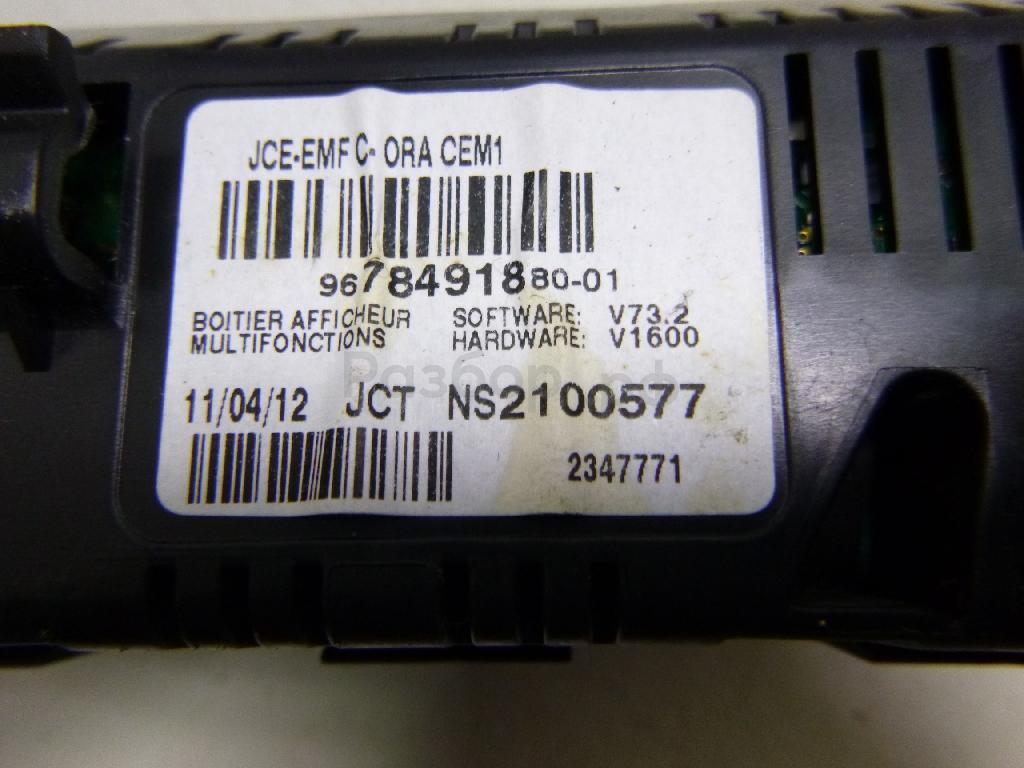 JCE-EMF C- ORA CEM1
9678491880-01
BOITIER AFFICHEUR SOFTWARE: V73.2
MULTIFONCTIONS HARDWARE: V1600
11/04/12 JCT NS2100577
2347771